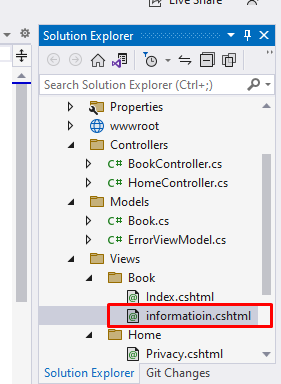 Live Share
Solution Explorer
Search Solution Explorer (Ctrl+;)
Properties
wwwroot
Controllers
C# BookController.cs
C# HomeController.cs
Models
C# Book.cs
C# ErrorViewModel.cs
Views
Book
Index.cshtml
informatioin.cshtml
Home
Privacy.cshtml
Solution Explorer Git Changes